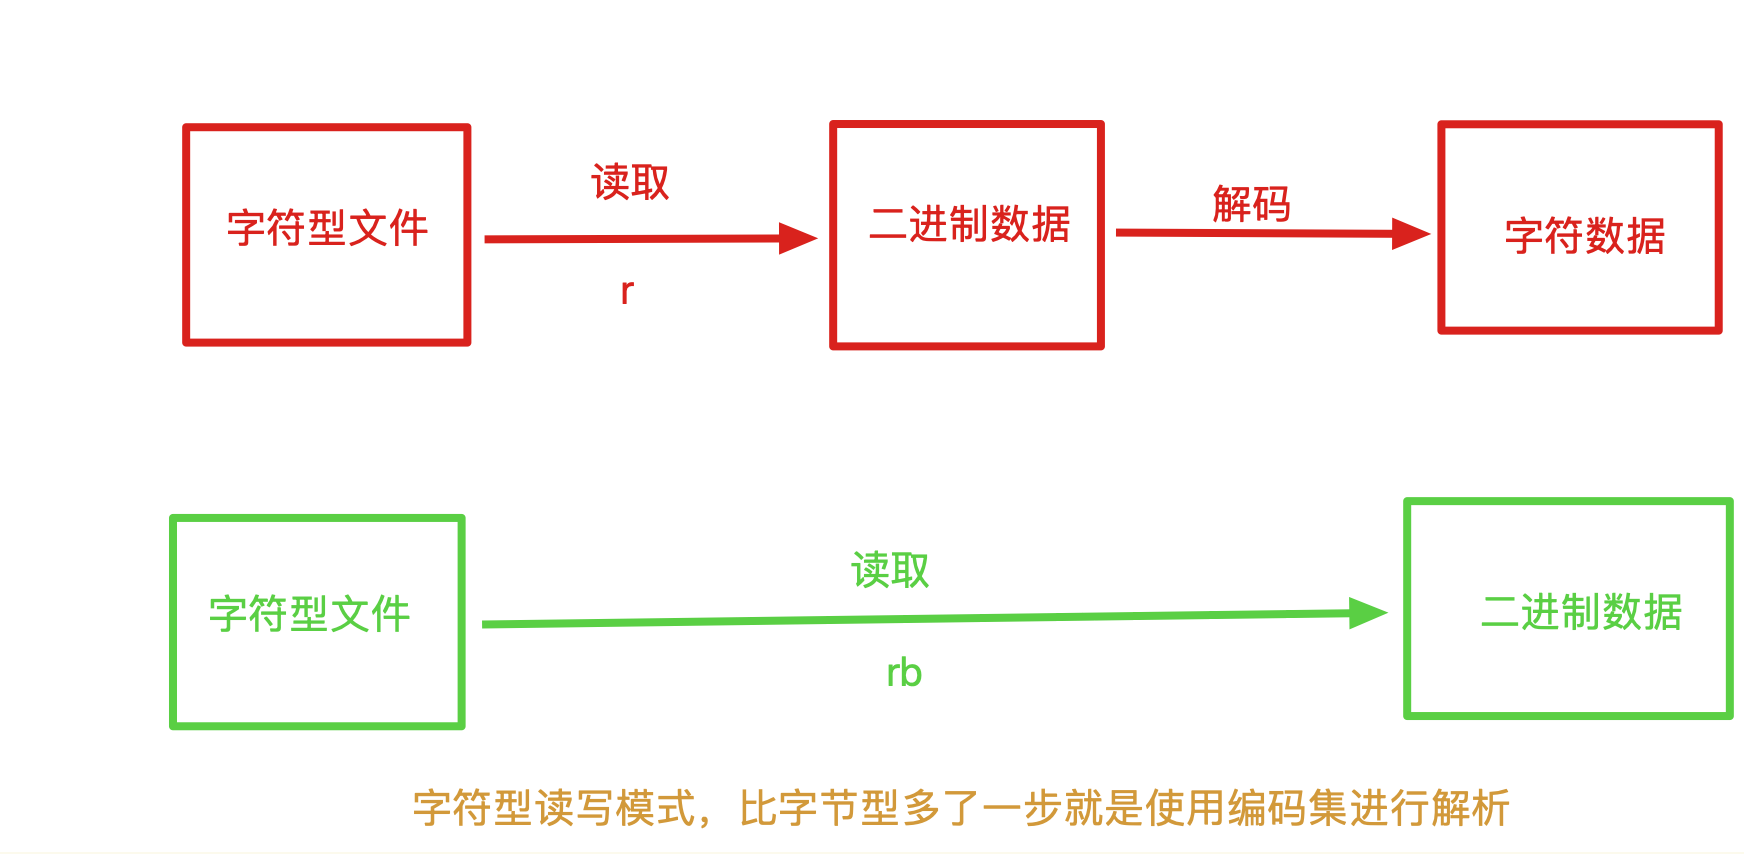 读取
解码
字符型文件
二进制数据
字符数据
r
读取
字符型文件
二进制数据
rb
字符型读写模式，比字节型多了一步就是使用编码集进行解析